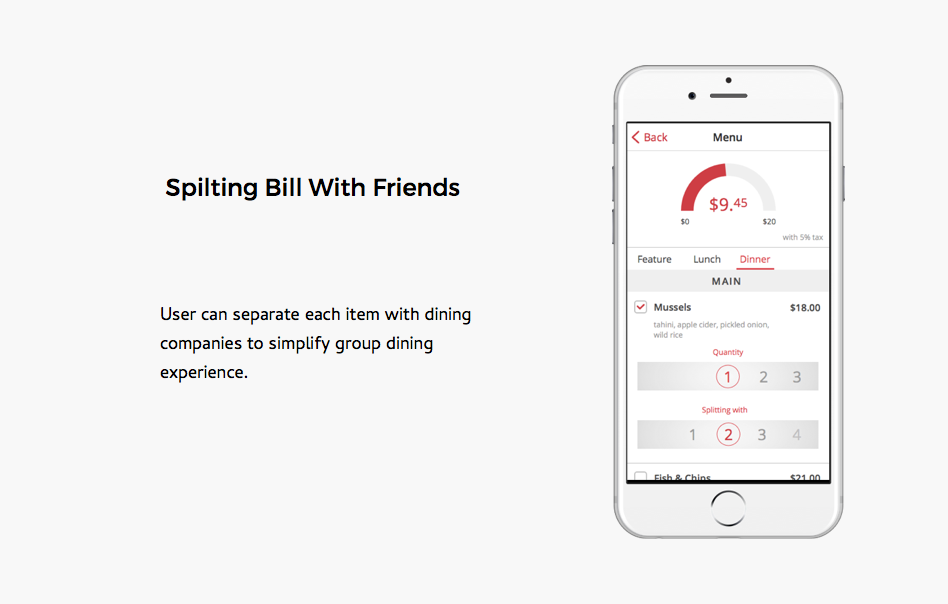 Spilting Bill With Friends
User can separate each item with dining
companies to simplify group dining
experience.
Back Menu
$9.45
$0 $20
with 5% tax
Feature Lunch Dinner
MAIN
Mussels $18.00
tahini, apple cider, pickled onion,
wild rice
Quantity
1 2 3
Splitting with
1 2 3 4
Fish & Chips $21.00